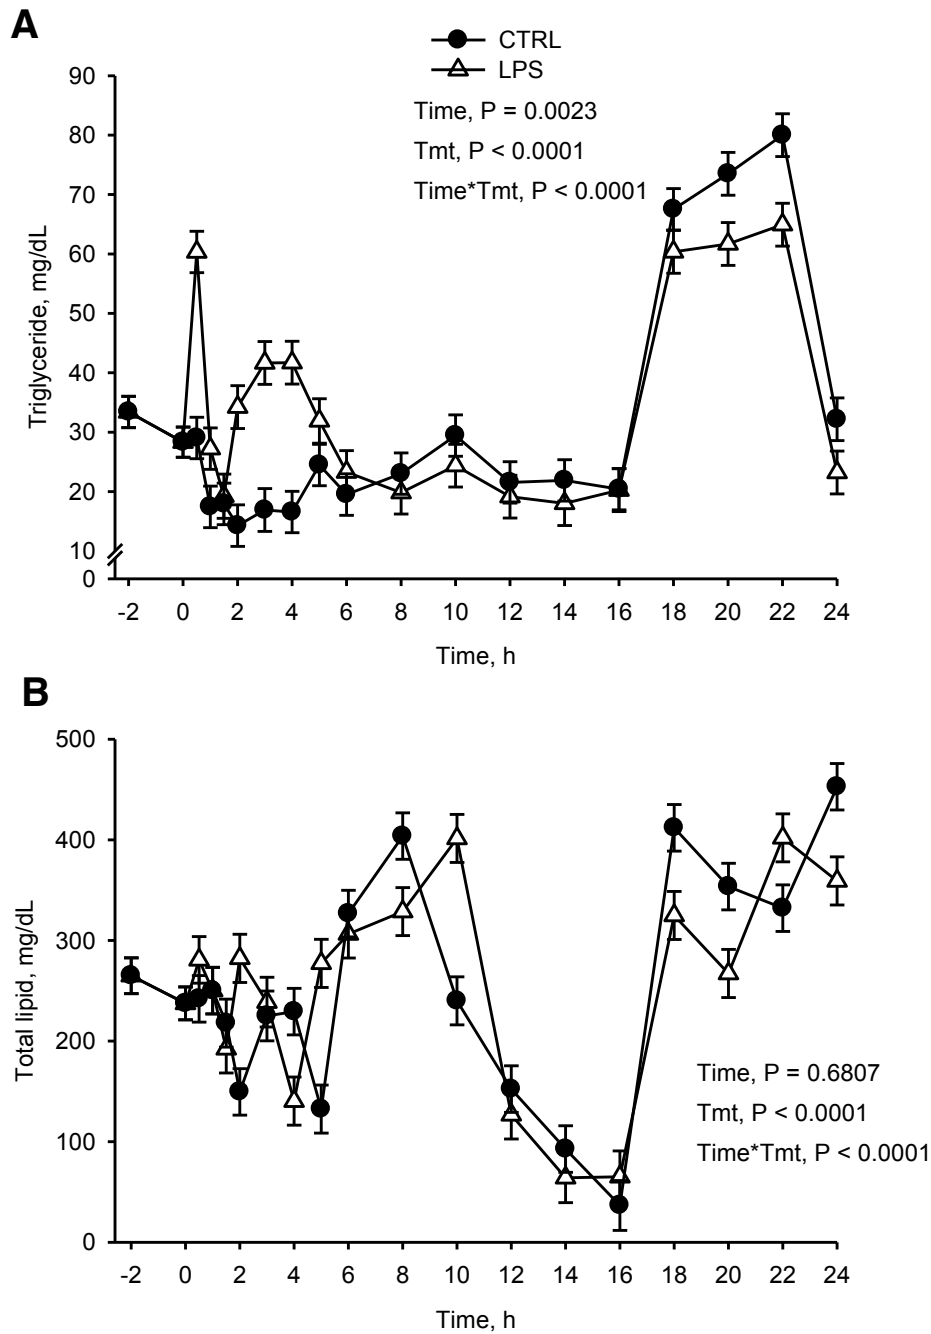 A
CTRL
LPS
Time, P = 0.0023
Tmt, P < 0.0001
Time*Tmt, P < 0.0001
Triglyceride, mg/dL
90
80
70
60
50
40
30
20
10
0
-2 0 2 4 6 8 10 12 14 16 18 20 22 24
Time, h
B
Total lipid, mg/dL
500
400
300
200
100
0
Time, P = 0.6807
Tmt, P < 0.0001
Time*Tmt, P < 0.0001
-2 0 2 4 6 8 10 12 14 16 18 20 22 24
Time, h